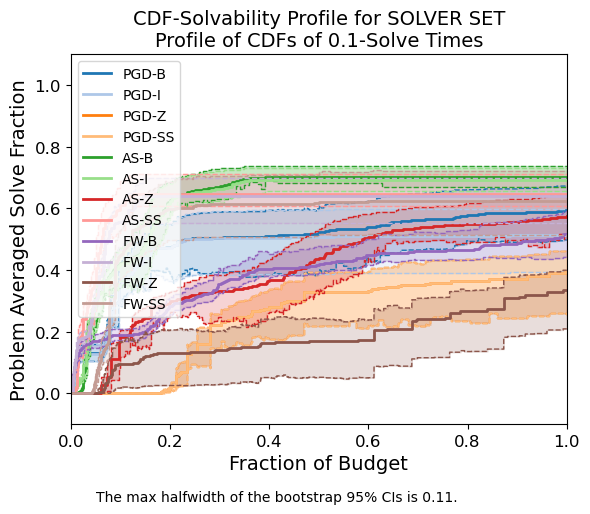 CDF-Solvability Profile for SOLVER SET
Profile of CDFs of 0.1-Solve Times
Problem Averaged Solve Fraction
1.0
0.8
0.6
0.4
0.2
0.0
PGD-B
PGD-I
PGD-Z
PGD-SS
AS-B
AS-I
AS-Z
AS-SS
FW-B
FW-I
FW-Z
FW-SS
0.0 0.2 0.4 0.6 0.8 1.0
Fraction of Budget
The max halfwidth of the bootstrap 95% CIs is 0.11.